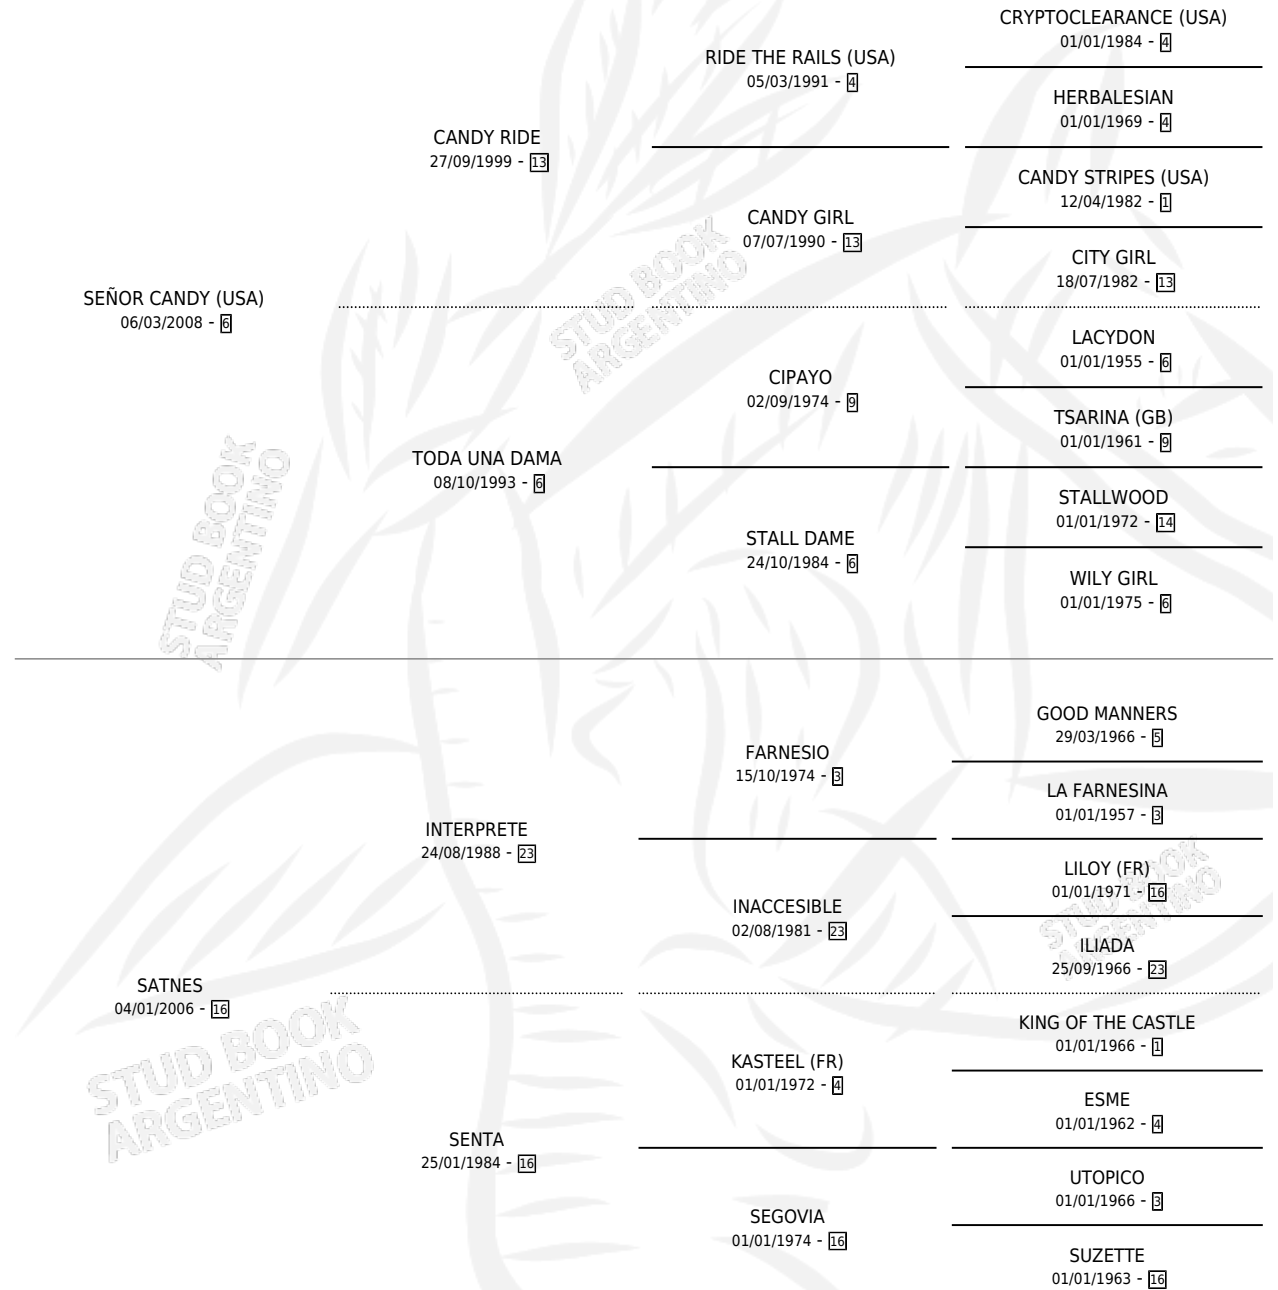 CRYPTOCLEARANCE (USA)
01/01/1984 - 4
RIDE THE RAILS (USA)
05/03/1991 - 4
HERBALESIAN
01/01/1969 - 4
CANDY RIDE
27/09/1999 - 13
CANDY STRIPES (USA)
12/04/1982 - 1
CANDY GIRL
07/07/1990 - 13
CITY GIRL
18/07/1982 - 13
SEÑOR CANDY (USA)
06/03/2008 - 6
LACYDON
01/01/1955 - 6
CIPAYO
02/09/1974 - 9
TSARINA (GB)
01/01/1961 - 9
TODA UNA DAMA
08/10/1993 - 6
STALLWOOD
01/01/1972 - 14
STALL DAME
24/10/1984 - 6
WILY GIRL
01/01/1975 - 6
STUD BOOK
ARGENTINO
STUD BOOK
ARGENTINO
GOOD MANNERS
29/03/1966 - 5
FARNESIO
15/10/1974 - 3
LA FARNESINA
01/01/1957 - 3
INTERPRETE
24/08/1988 - 23
LILOY (FR)
01/01/1971 - 16
INACCESIBLE
02/08/1981 - 23
ILIADA
25/09/1966 - 23
SATNES
04/01/2006 - 16
KING OF THE CASTLE
01/01/1966 - 1
KASTEEL (FR)
01/01/1972 - 4
ESME
01/01/1962 - 4
SENTA
25/01/1984 - 16
UTOPICO
01/01/1966 - 3
SEGOVIA
01/01/1974 - 16
SUZETTE
01/01/1963 - 16
STUD BOOK
ARGENTINO
STUD BOOK
ARGENTINO